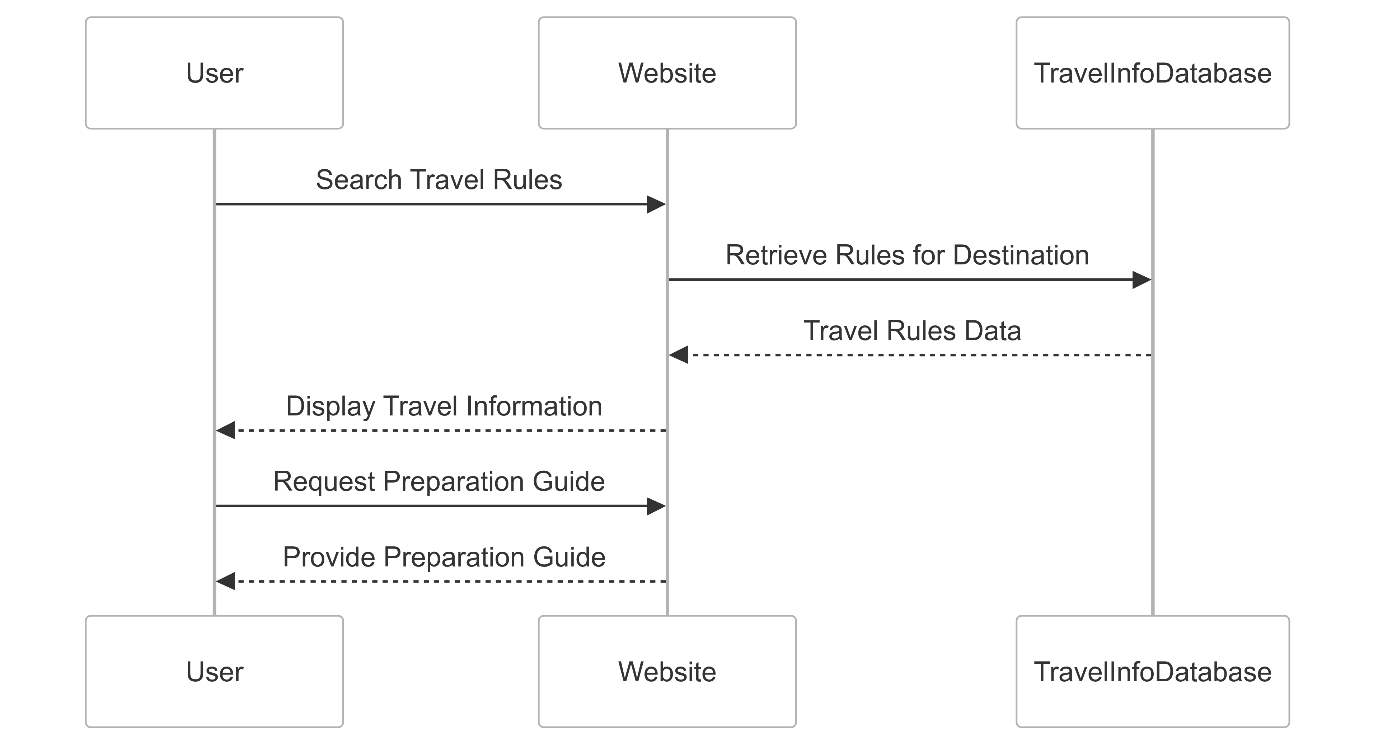 User
Website
TravelInfoDatabase
Search Travel Rules
Retrieve Rules for Destination
Travel Rules Data
Display Travel Information
Request Preparation Guide
Provide Preparation Guide
User
Website
TravelInfoDatabase